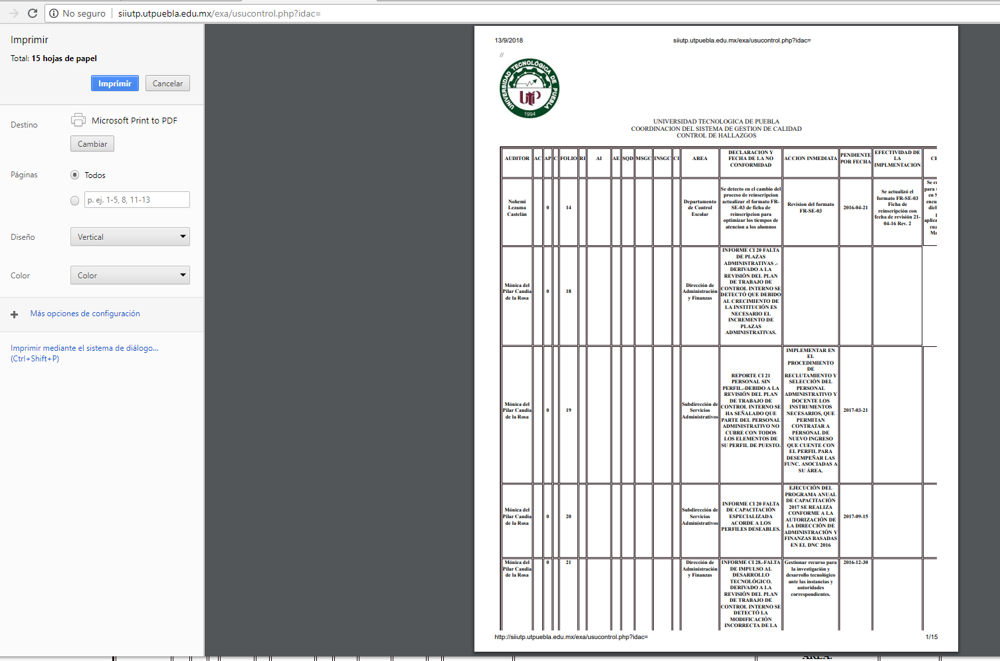 No seguro siiutp.utpuebla.edu.mx/exa/usucontrol.php?idac=
Imprimir
Total: 15 hojas de papel
Imprimir Cancelar
Destino Microsoft Print to PDF
Cambiar
Páginas Todos
p. ej. 1-5, 8, 11-13
Diseño Vertical
Color Color
Más opciones de configuración
Imprimir mediante el sistema de diálogo...
(Ctrl+Shift+P)
13/9/2018 siiutp.utpuebla.edu.mx/exa/usucontrol.php?idac=
//
UNIVERSIDAD TECNOLÓGICA DE PUEBLA
UTP
1994
UNIVERSIDAD TECNOLOGICA DE PUEBLA
COORDINACION DEL SISTEMA DE GESTION DE CALIDAD
CONTROL DE HALLAZGOS
AUDITOR AC AP C FOLIO RI AI AE SQD MSGC INSGC CI AREA
DECLARACION Y
FECHA DE LA NO
CONFORMIDAD
ACCION INMEDIATA
PENDIENTE
POR FECHA
EFECTIVIDAD DE
LA
IMPLMENTACION
Nohemi
Lezama
Castelán
0
14
Departamento
de Control
Escolar
Se detecto en el cambio del
proceso de reinscripcion
actualizar el formato FR-
SE-03 de ficha de
reinscripcion para
optimizar los tiempos de
atencion a los alumnos
Revision del formato
FR-SE-03
2016-04-21
Se actualizó el
formato FR-SE-03
Ficha de
reinscripción con
fecha de revisión 21-
04-16 Rev. 2
Mónica del
Pilar Candia
de la Rosa
0
18
Dirección de
Administración
y Finanzas
INFORME CI 20 FALTA
DE PLAZAS
ADMINISTRATIVAS .-
DERIVADO A LA
REVISIÓN DEL PLAN
DE TRABAJO DE
CONTROL INTERNO SE
DETECTÓ QUE DEBIDO
AL CRECIMIENTO DE
LA INSTITUCIÓN ES
NECESARIO EL
INCREMENTO DE
PLAZAS
ADMINISTRATIVAS.
Mónica del
Pilar Candia
de la Rosa
0
19
Subdirección de
Servicios
Administrativos
REPORTE CI 21
PERSONAL SIN
PERFIL.-DEBIDO A LA
REVISIÓN DEL PLAN
DE TRABAJO DE
CONTROL INTERNO SE
HA SEÑALADO QUE
PARTE DEL PERSONAL
ADMINISTRATIVO NO
CUBRE CON TODOS
LOS ELEMENTOS DE
SU PERFIL DE PUESTO.
IMPLEMENTAR EN
EL
PROCEDIMIENTO
DE
RECLUTAMIENTO Y
SELECCIÓN DEL
PERSONAL
ADMINISTRATIVO Y
DOCENTE LOS
INSTRUMENTOS
NECESARIOS, QUE
PERMITAN
CONTRATAR A
PERSONAL DE
NUEVO INGRESO
QUE CUENTE CON
EL PERFIL PARA
DESEMPEÑAR LAS
FUNC. ASOCIADAS A
SU ÁREA.
2017-03-21
Mónica del
Pilar Candia
de la Rosa
0
20
Subdirección de
Servicios
Administrativos
INFORME CI 20 FALTA
DE CAPACITACIÓN
ESPECIALIZADA
ACORDE A LOS
PERFILES DESEABLES.
EJECUCIÓN DEL
PROGRAMA ANUAL
DE CAPACITACIÓN
2017 SE REALIZA
CONFORME A LA
AUTORIZACIÓN DE
LA DIRECCIÓN DE
ADMINISTRACIÓN Y
FINANZAS BASADAS
EN EL DNC 2016
2017-09-15
Mónica del
Pilar Candia
de la Rosa
0
21
Dirección de
Administración
y Finanzas
INFORME CI 28.-FALTA
DE IMPULSO AL
DESARROLLO
TECNOLÓGICO.
DERIVADO A LA
REVISIÓN DEL PLAN
DE TRABAJO DE
CONTROL INTERNO SE
DETECTÓ LA
MODIFICACIÓN
INCORRECTA DE LA
Gestionar recurso para
la investigación y
desarrollo tecnológico
ante las instancias y
autoridades
correspondientes.
2016-12-30
http://siiutp.utpuebla.edu.mx/exa/usucontrol.php?idac= 1/15